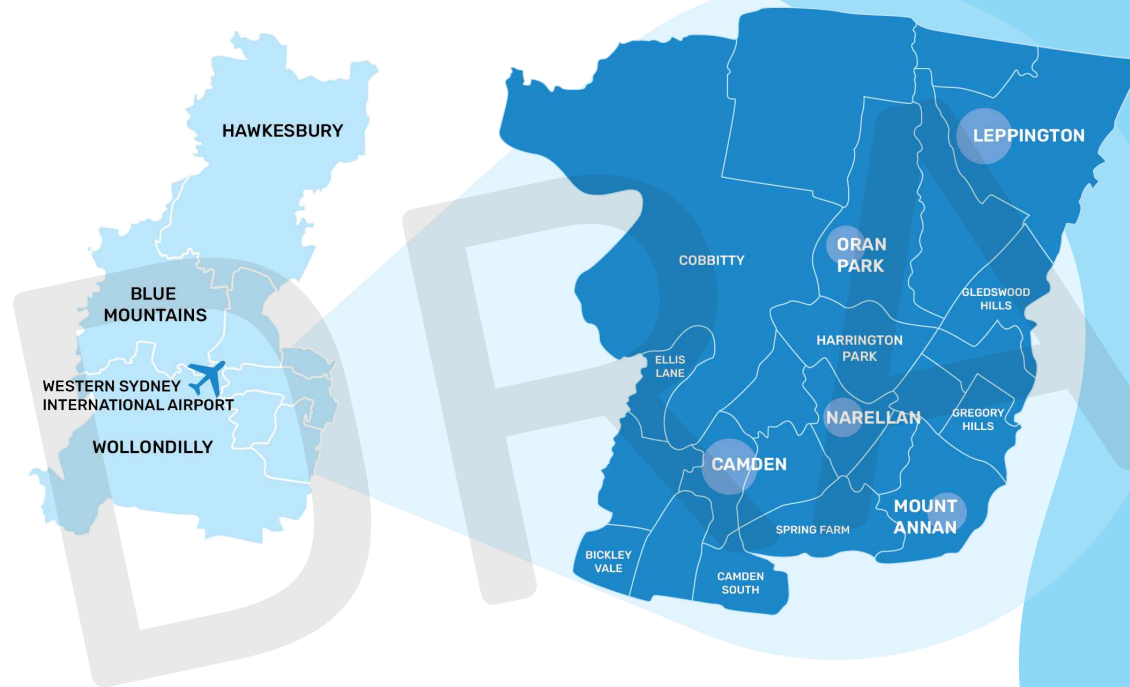 HAWKESBURY
BLUE
MOUNTAINS
WESTERN SYDNEY
INTERNATIONAL AIRPORT
WOLLONDILLY
LEPPINGTON
ORAN
PARK
COBBITTY
GLEDSWOOD
HILLS
HARRINGTON
PARK
ELLIS
LANE
NARELLAN
GREGORY
HILLS
CAMDEN
MOUNT
ANNAN
SPRING FARM
BICKLEY
VALE
CAMDEN
SOUTH
DRA